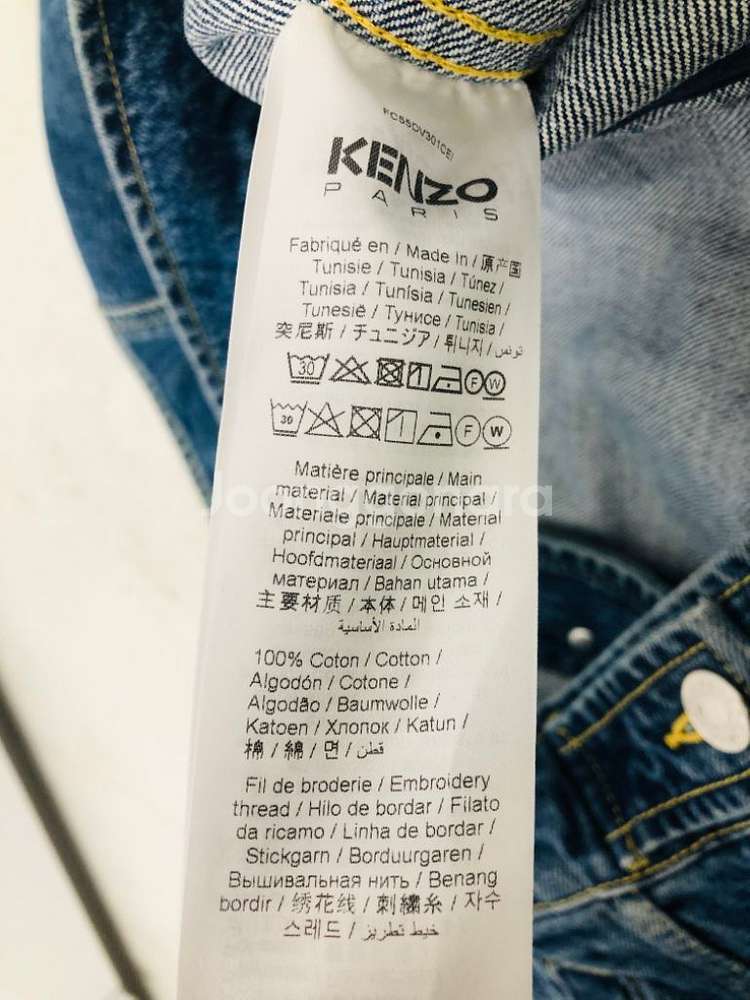 FC55DV301CE/
KENZO
PARIS
Fabriqué en / Made In / 原产国
Tunisie / Tunisia / Túnez /
Tunisia / Tunísia / Tunesien /
Tunesië / Тунисе / Tunisia /
突尼斯 / チュニジア / 튀니지 / تونس
30 F W
30 F W
Matière principale / Main
material / Material principal /
Materiale principale / Material
principal / Hauptmaterial /
Hoofdmateriaal / Основной
материал / Bahan utama /
主要材质 / 本体 / 메인 소재 /
المادة الأساسية
100% Coton / Cotton /
Algodón / Cotone /
Algodão / Baumwolle /
Katoen / Хлопок / Katun /
棉 / 綿 / 면 / قطن
Fil de broderie / Embroidery
thread / Hilo de bordar / Filato
da ricamo / Linha de bordar /
Stickgarn / Borduurgaren /
Вышивальная нить / Benang
bordir / 绣花线 / 刺繍糸 / 자수
스레드 / خيط تطريز